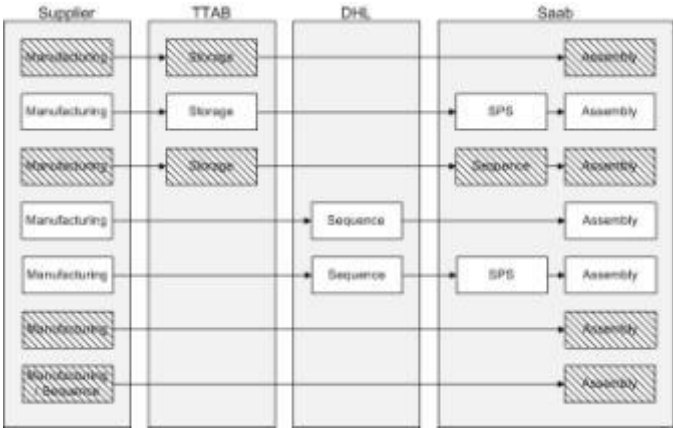 Supplier TTAB DHL Saab
Manufacturing Storage Assembly
Manufacturing Storage SPS Assembly
Manufacturing Storage Sequence Assembly
Manufacturing Sequence Assembly
Manufacturing Sequence SPS Assembly
Manufacturing Assembly
Manufacturing Assembly
/ Sequence